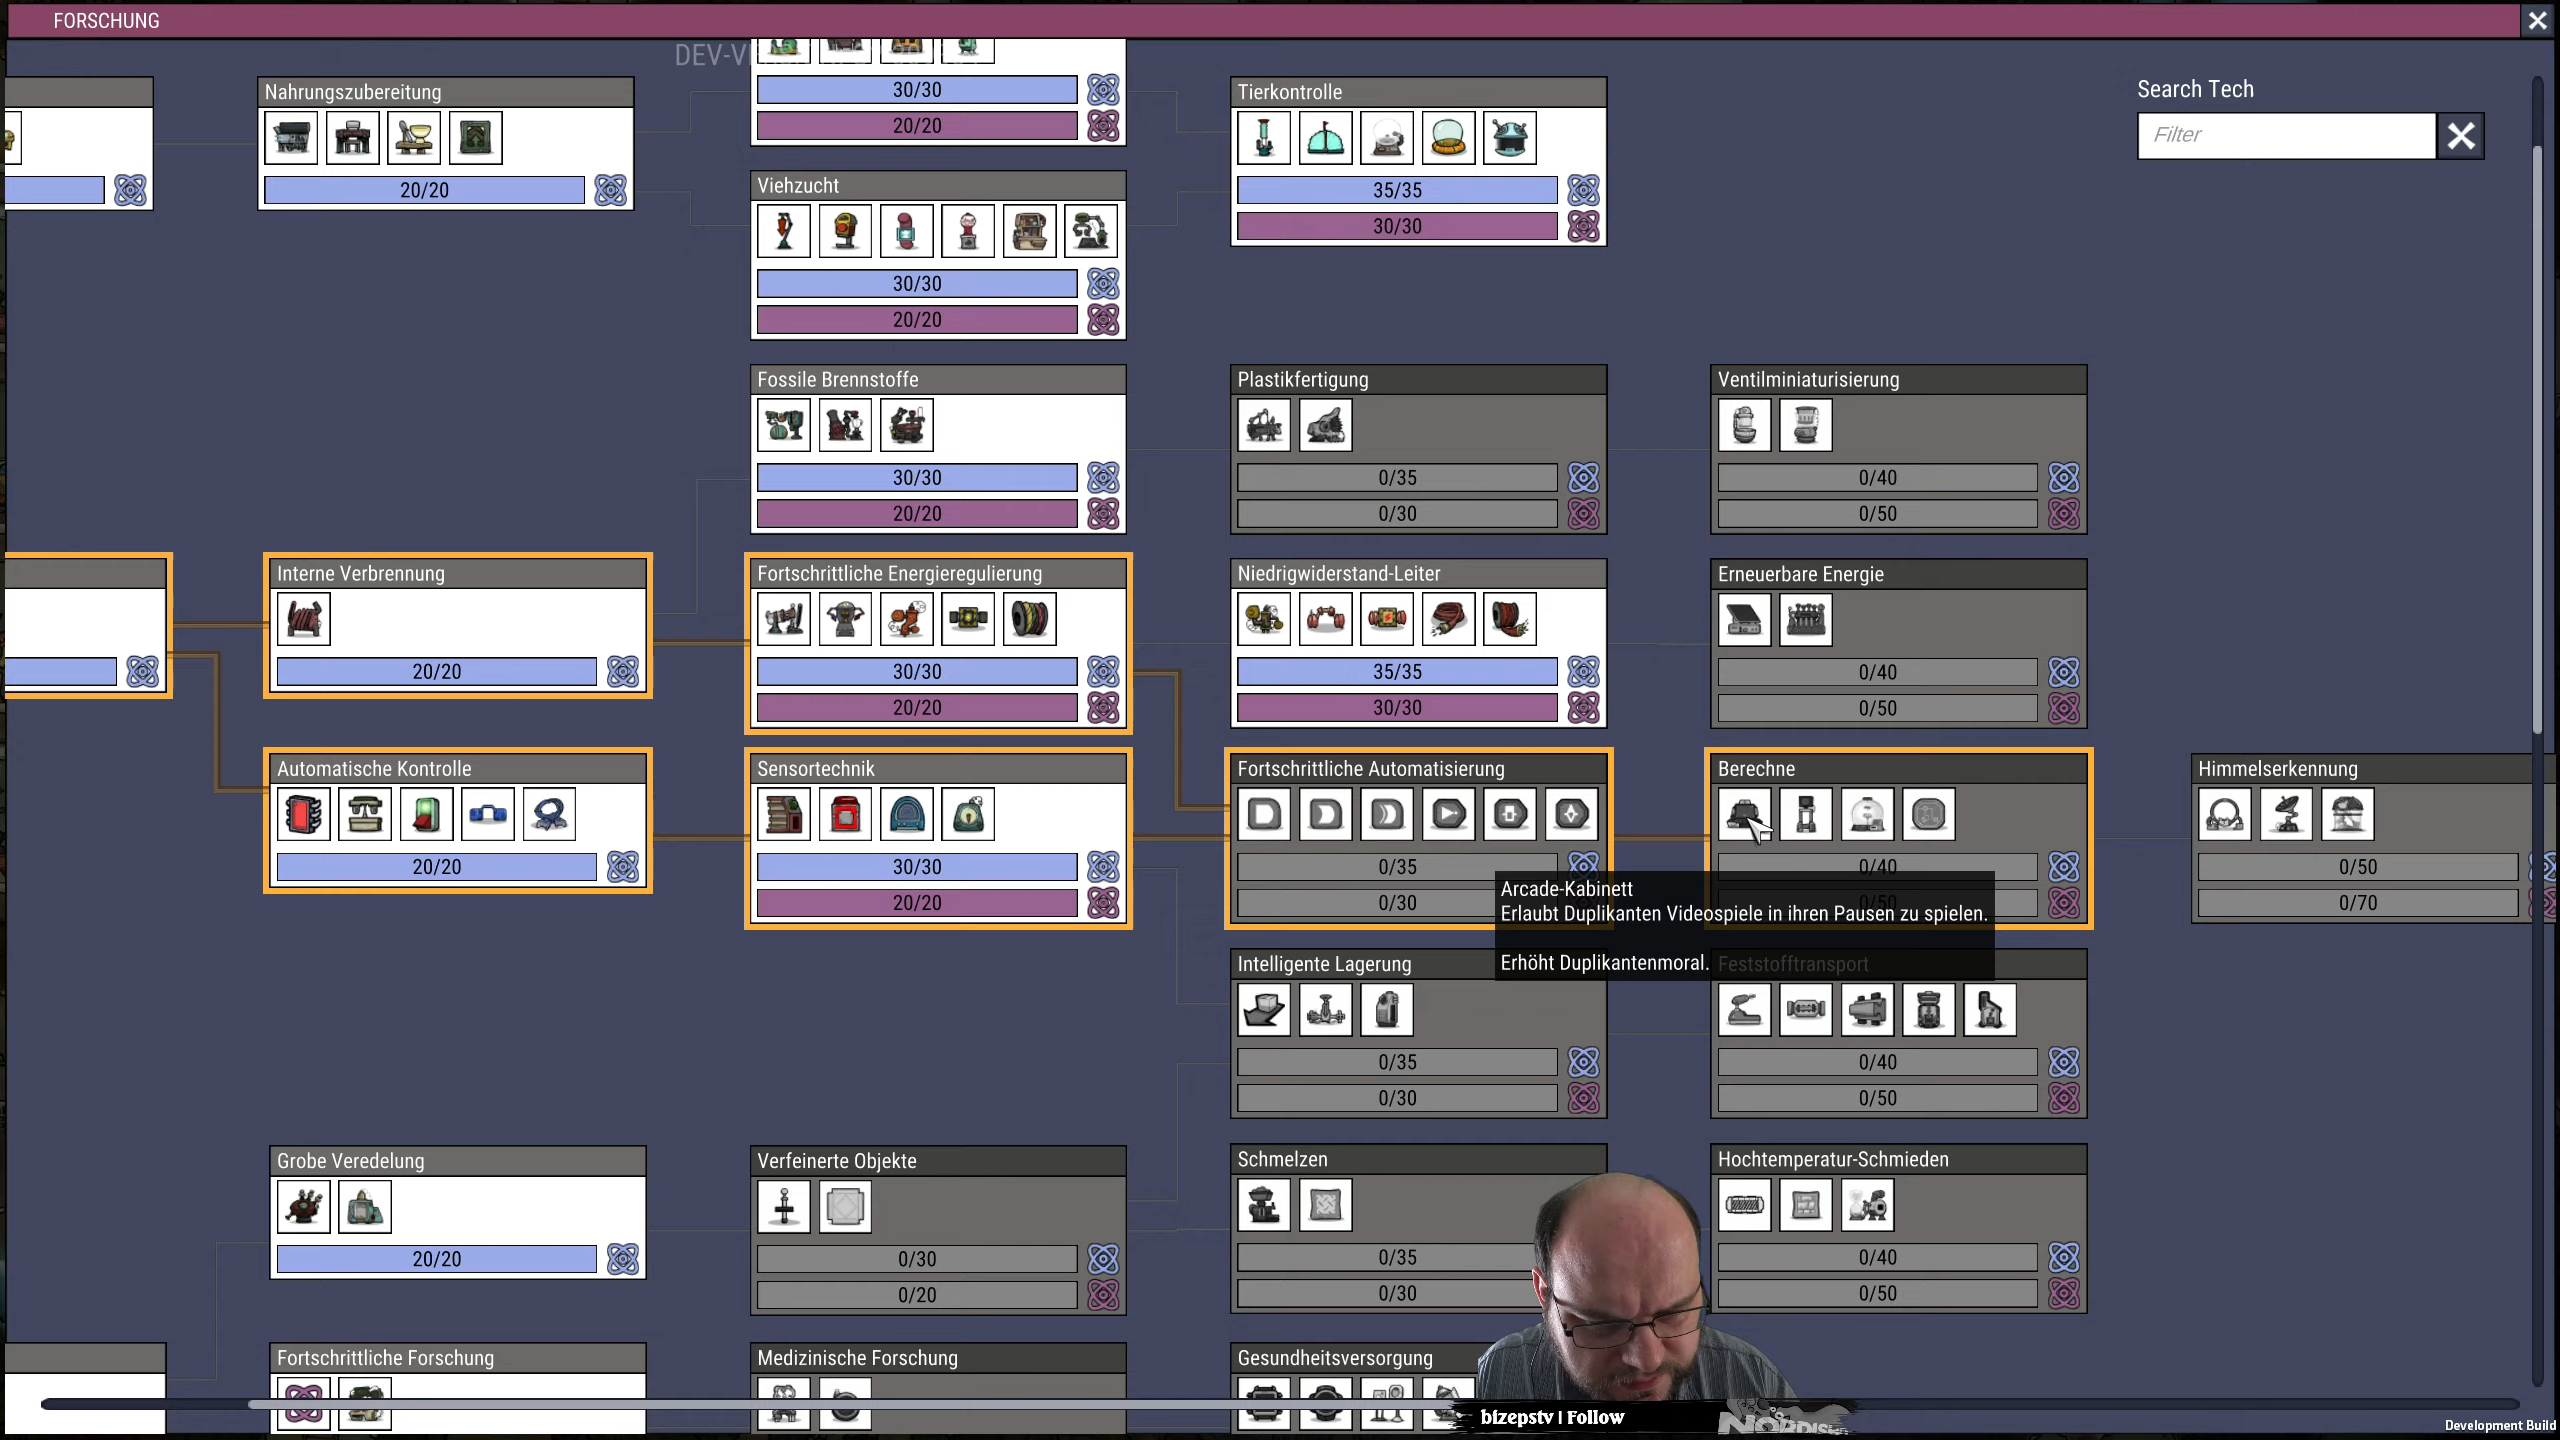 FORSCHUNG
Search Tech
Filter
Nahrungszubereitung
20/20
30/30
20/20
Tierkontrolle
35/35
30/30
Viehzucht
30/30
20/20
Fossile Brennstoffe
30/30
20/20
Plastikfertigung
0/35
0/30
Ventilminiaturisierung
0/40
0/50
Interne Verbrennung
20/20
Fortschrittliche Energieregulierung
30/30
20/20
Niedrigwiderstand-Leiter
35/35
30/30
Erneuerbare Energie
0/40
0/50
Automatische Kontrolle
20/20
Sensortechnik
30/30
20/20
Fortschrittliche Automatisierung
0/35
0/30
Berechne
0/40
0/50
Himmelserkennung
0/50
0/70
Arcade-Kabinett
Erlaubt Duplikanten Videospiele in ihren Pausen zu spielen.
Erhöht Duplikantenmoral.
Intelligente Lagerung
0/35
0/30
Feststofftransport
0/40
0/50
Grobe Veredelung
20/20
Verfeinerte Objekte
0/30
0/20
Schmelzen
0/35
0/30
Hochtemperatur-Schmieden
0/40
0/50
Fortschrittliche Forschung
Medizinische Forschung
Gesundheitsversorgung
bizepstv | Follow
Development Build